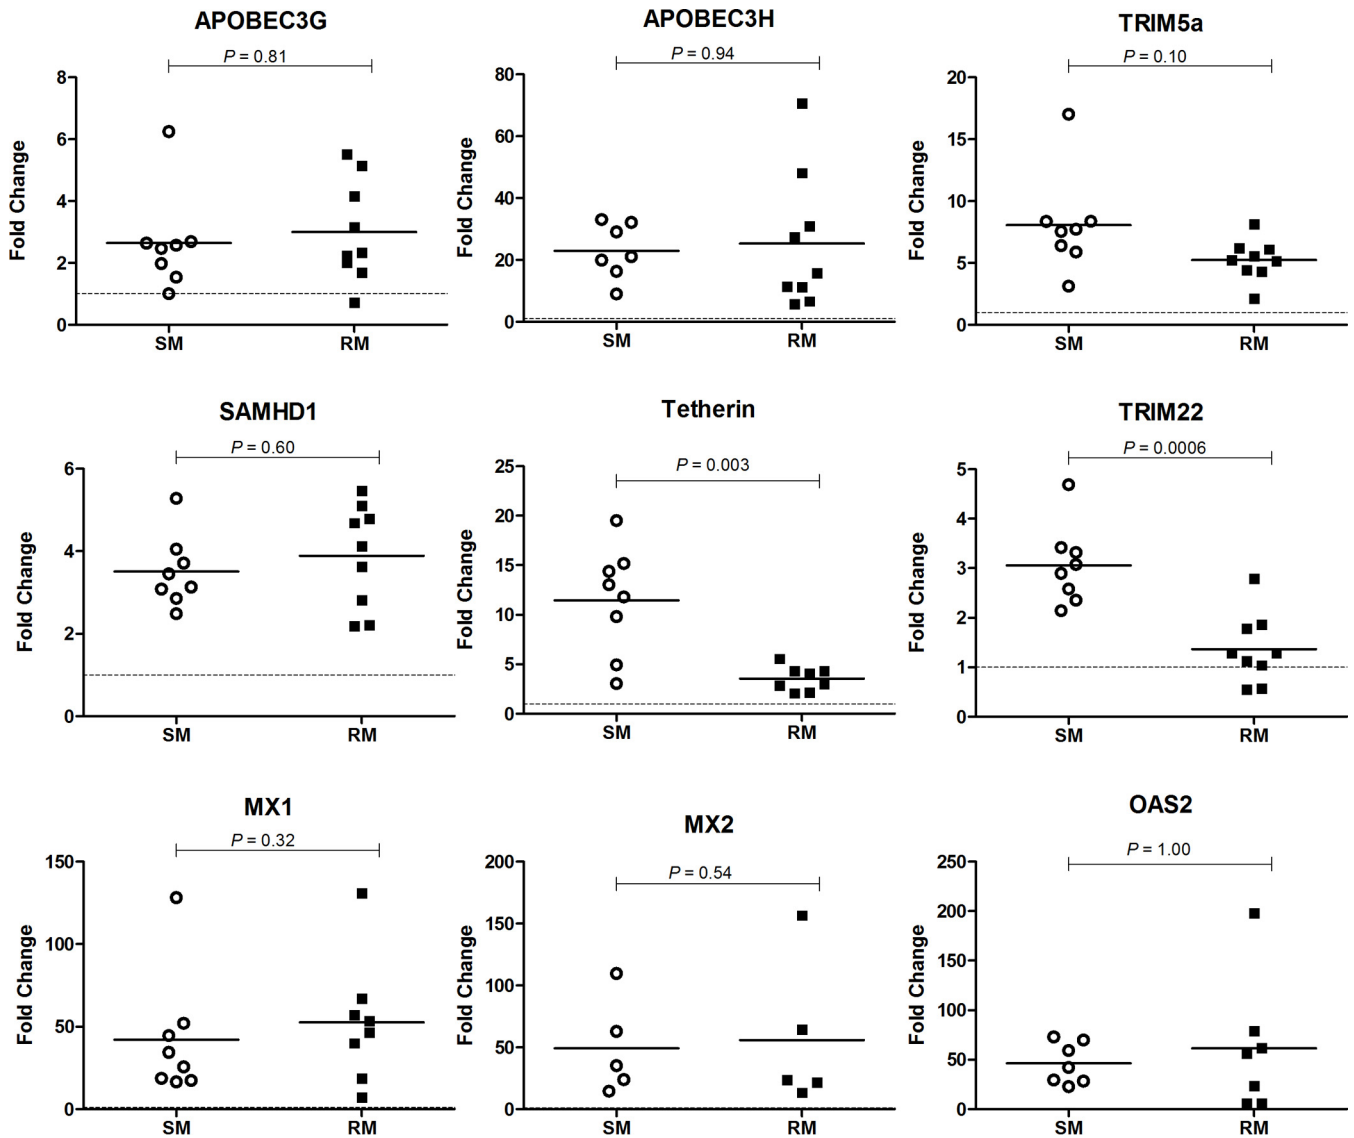 APOBEC3G
P = 0.81
Fold Change
8
6
4
2
0
SM
RM
APOBEC3H
P = 0.94
Fold Change
80
60
40
20
0
SM
RM
TRIM5a
P = 0.10
Fold Change
20
15
10
5
0
SM
RM
SAMHD1
P = 0.60
Fold Change
6
4
2
0
SM
RM
Tetherin
P = 0.003
Fold Change
25
20
15
10
5
0
SM
RM
TRIM22
P = 0.0006
Fold Change
5
4
3
2
1
0
SM
RM
MX1
P = 0.32
Fold Change
150
100
50
0
SM
RM
MX2
P = 0.54
Fold Change
200
150
100
50
0
SM
RM
OAS2
P = 1.00
Fold Change
250
200
150
100
50
0
SM
RM